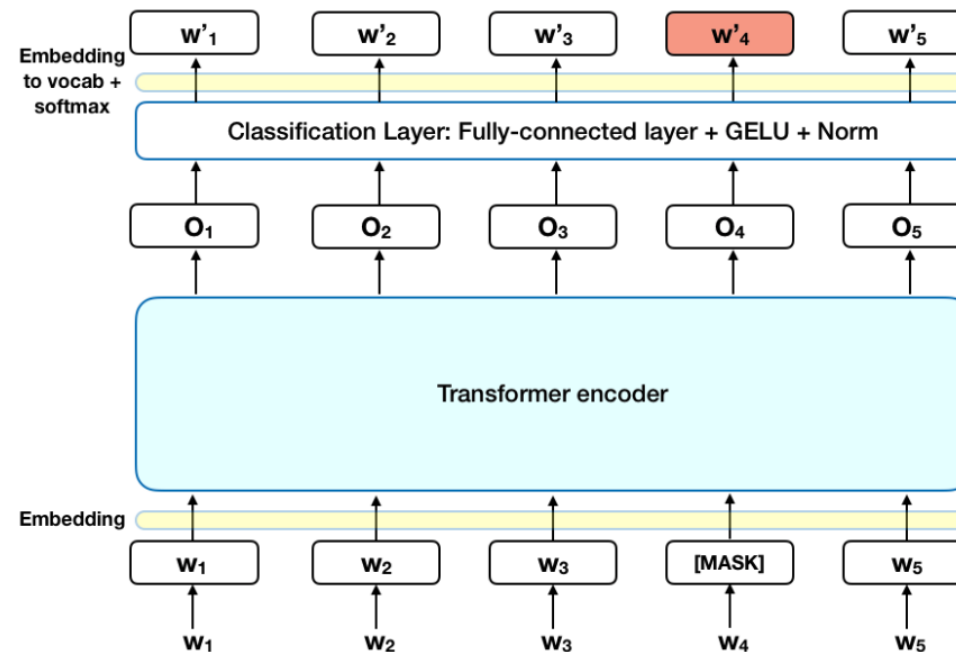 w'₁ w'₂ w'₃ w'₄ w'₅
Embedding
to vocab +
softmax
Classification Layer: Fully-connected layer + GELU + Norm
O₁ O₂ O₃ O₄ O₅
Transformer encoder
Embedding
w₁ w₂ w₃ [MASK] w₅
w₁ w₂ w₃ w₄ w₅